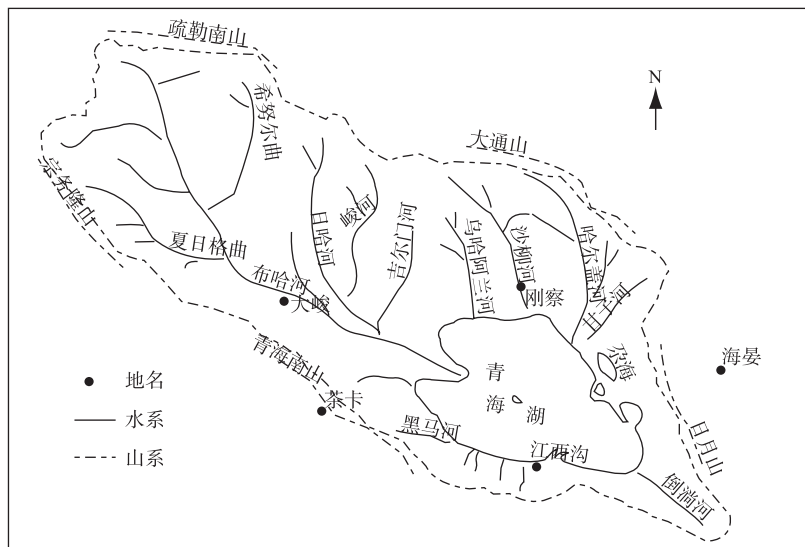 疏勒南山
N
希努尔曲
大通山
宗务隆山
夏日格曲
布哈河
天峻
日哈河
峻河
吉尔门河
乌哈阿兰河
沙柳河
刚察
哈尔盖河
甘子河
尕海
海晏
青海湖
青海南山
茶卡
黑马河
江西沟
日月山
倒淌河
地名
水系
山系